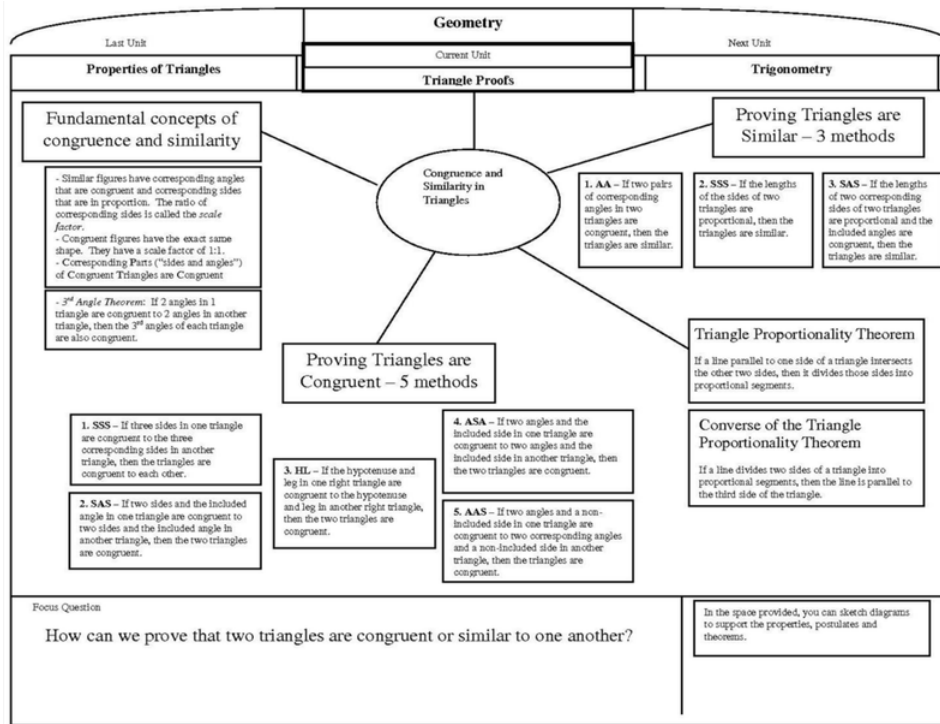 Geometry
Last Unit
Next Unit
Current Unit
Properties of Triangles
Triangle Proofs
Trigonometry
Fundamental concepts of
congruence and similarity
- Similar figures have corresponding angles
that are congruent and corresponding sides
that are in proportion. The ratio of
corresponding sides is called the scale
factor.
- Congruent figures have the exact same
shape. They have a scale factor of 1:1.
- Corresponding Parts ("sides and angles")
of Congruent Triangles are Congruent
- 3rd Angle Theorem: If 2 angles in 1
triangle are congruent to 2 angles in another
triangle, then the 3rd angles of each triangle
are also congruent.
Congruence and
Similarity in
Triangles
Proving Triangles are
Similar – 3 methods
1. AA – If two pairs
of corresponding
angles in two
triangles are
congruent, then the
triangles are similar.
2. SSS – If the lengths
of the sides of two
triangles are
proportional, then the
triangles are similar.
3. SAS – If the lengths
of two corresponding
sides of two triangles
are proportional and
the included angles are
congruent, then the
triangles are similar.
Proving Triangles are
Congruent – 5 methods
1. SSS – If three sides in one triangle
are congruent to the three
corresponding sides in another
triangle, then the triangles are
congruent to each other.
2. SAS – If two sides and the included
angle in one triangle are congruent to
two sides and the included angle in
another triangle, then the two triangles
are congruent.
3. HL – If the hypotenuse and
leg in one right triangle are
congruent to the hypotenuse
and leg in another right triangle,
then the two triangles are
congruent.
4. ASA – If two angles and the
included side in one triangle are
congruent to two angles and the
included side in another triangle, then
the two triangles are congruent.
5. AAS – If two angles and a non-
included side in one triangle are
congruent to two corresponding angles
and a non-included side in another
triangle, then the triangles are
congruent.
Triangle Proportionality Theorem
If a line parallel to one side of a triangle intersects
the other two sides, then it divides those sides into
proportional segments.
Converse of the Triangle
Proportionality Theorem
If a line divides two sides of a triangle into
proportional segments, then the line is parallel to
the third side of the triangle.
Focus Question
How can we prove that two triangles are congruent or similar to one another?
In the space provided, you can sketch diagrams
to support the properties, postulates and
theorems.